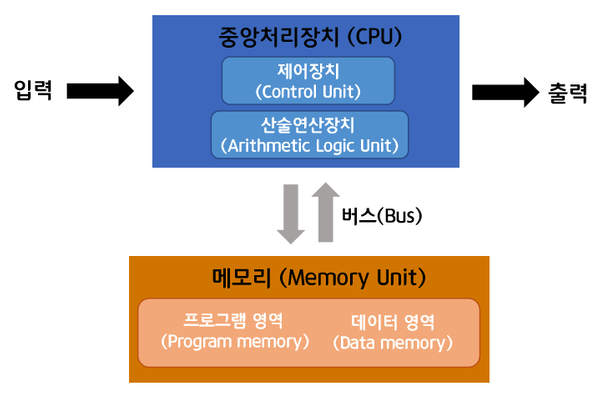 중앙처리장치 (CPU)
제어장치
(Control Unit)
입력
출력
산술연산장치
(Arithmetic Logic Unit)
버스(Bus)
메모리 (Memory Unit)
프로그램 영역
(Program memory)
데이터 영역
(Data memory)